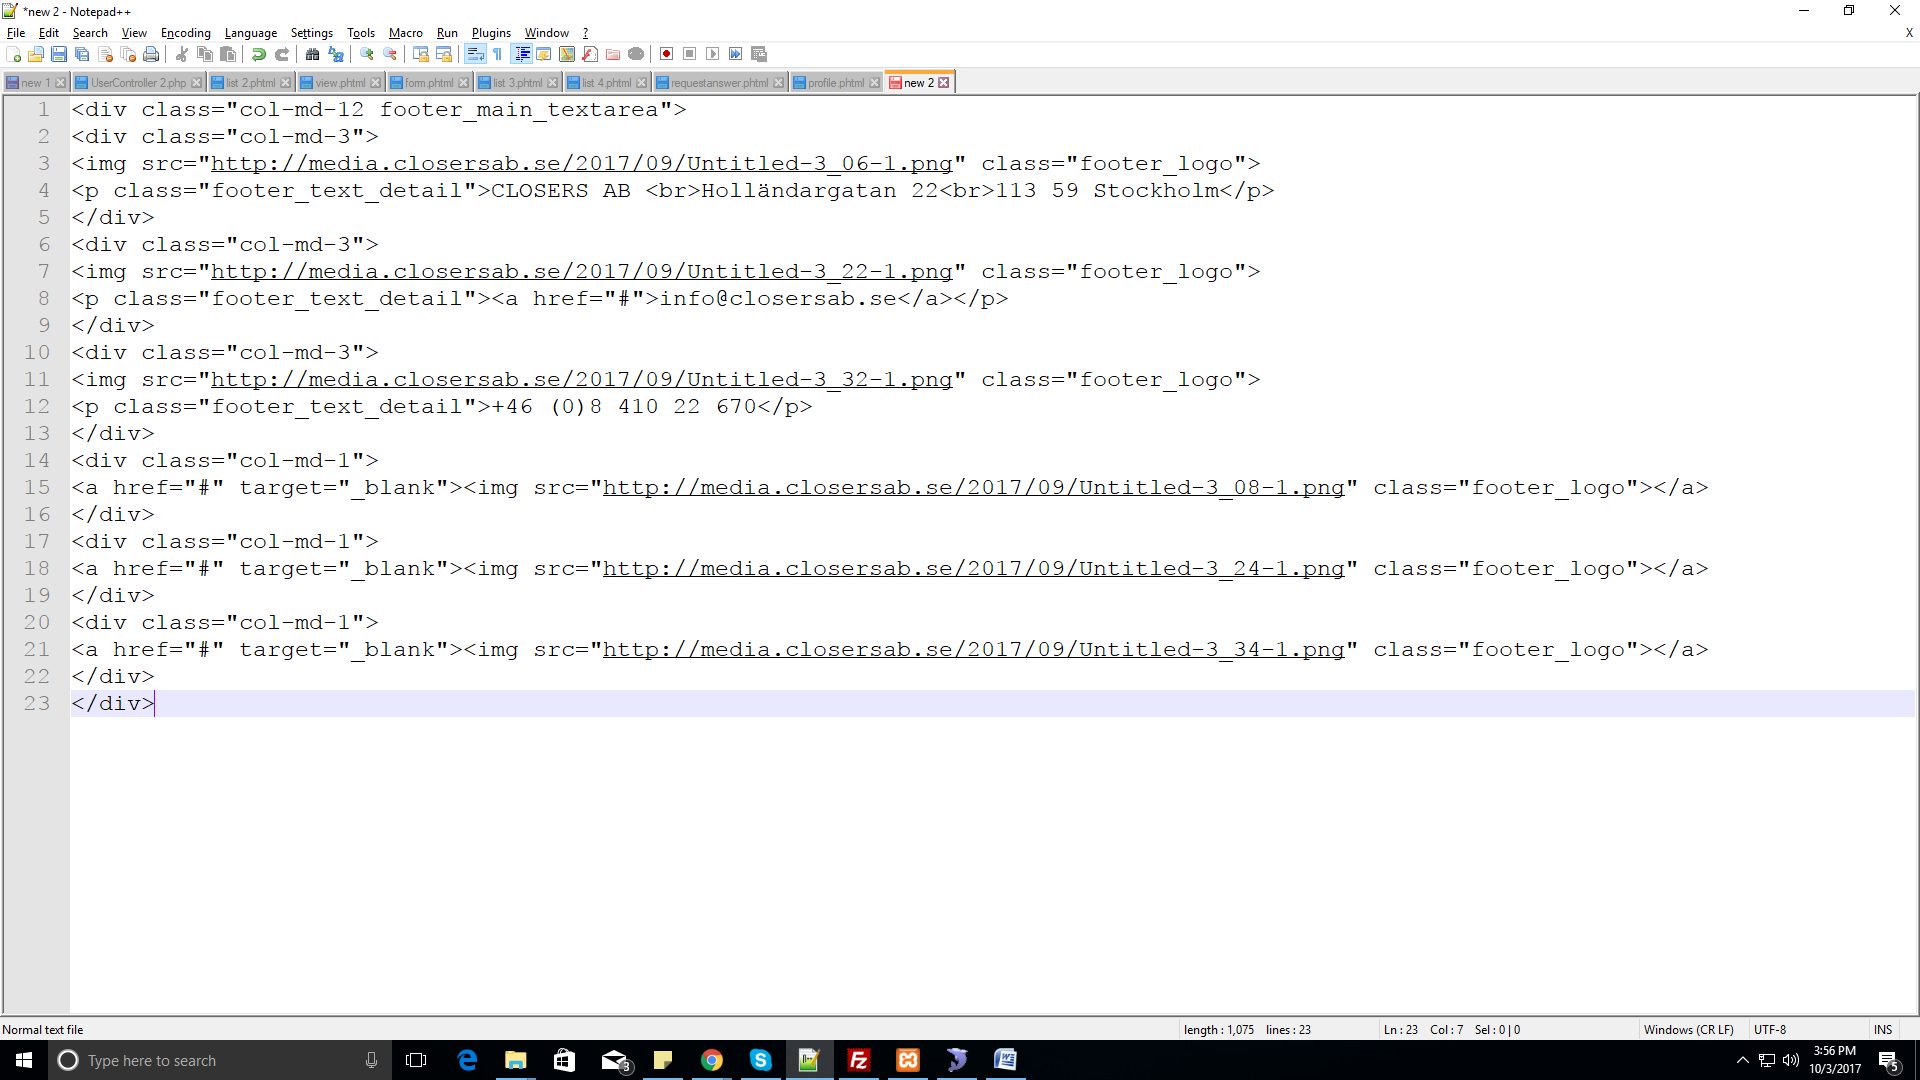 *new 2 - Notepad++
File Edit Search View Encoding Language Settings Tools Macro Run Plugins Window ? X
new 1 UserController 2.php list 2.phtml view.phtml form.phtml list 3.phtml list 4.phtml requestanswer.phtml profile.phtml new 2
1 <div class="col-md-12 footer_main_textarea">
2 <div class="col-md-3">
3 <img src="http://media.closersab.se/2017/09/Untitled-3_06-1.png" class="footer_logo">
4 <p class="footer_text_detail">CLOSERS AB <br>Holländargatan 22<br>113 59 Stockholm</p>
5 </div>
6 <div class="col-md-3">
7 <img src="http://media.closersab.se/2017/09/Untitled-3_22-1.png" class="footer_logo">
8 <p class="footer_text_detail"><a href="#">info@closersab.se</a></p>
9 </div>
10 <div class="col-md-3">
11 <img src="http://media.closersab.se/2017/09/Untitled-3_32-1.png" class="footer_logo">
12 <p class="footer_text_detail">+46 (0)8 410 22 670</p>
13 </div>
14 <div class="col-md-1">
15 <a href="#" target="_blank"><img src="http://media.closersab.se/2017/09/Untitled-3_08-1.png" class="footer_logo"></a>
16 </div>
17 <div class="col-md-1">
18 <a href="#" target="_blank"><img src="http://media.closersab.se/2017/09/Untitled-3_24-1.png" class="footer_logo"></a>
19 </div>
20 <div class="col-md-1">
21 <a href="#" target="_blank"><img src="http://media.closersab.se/2017/09/Untitled-3_34-1.png" class="footer_logo"></a>
22 </div>
23 </div>
Normal text file length : 1,075 lines : 23 Ln : 23 Col : 7 Sel : 0 | 0 Windows (CR LF) UTF-8 INS
Type here to search 3 3:56 PM
10/3/2017 5